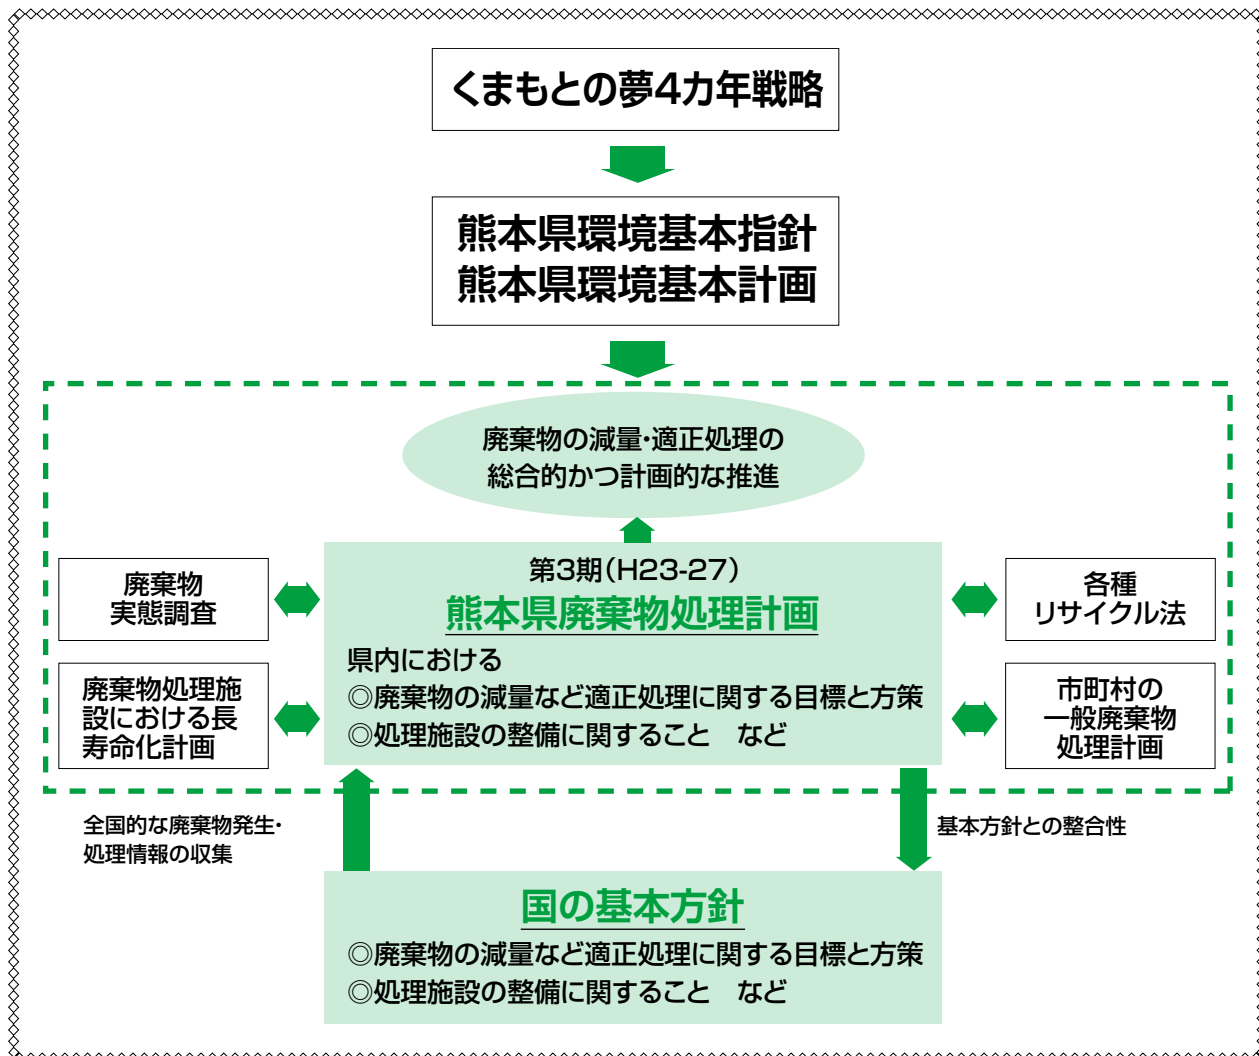 くまもとの夢4カ年戦略
熊本県環境基本指針
熊本県環境基本計画
廃棄物の減量・適正処理の
総合的かつ計画的な推進
廃棄物
実態調査
廃棄物処理施
設における長
寿命化計画
第3期(H23-27)
熊本県廃棄物処理計画
県内における
◎廃棄物の減量など適正処理に関する目標と方策
◎処理施設の整備に関すること　など
各種
リサイクル法
市町村の
一般廃棄物
処理計画
全国的な廃棄物発生・
処理情報の収集
基本方針との整合性
国の基本方針
◎廃棄物の減量など適正処理に関する目標と方策
◎処理施設の整備に関すること　など